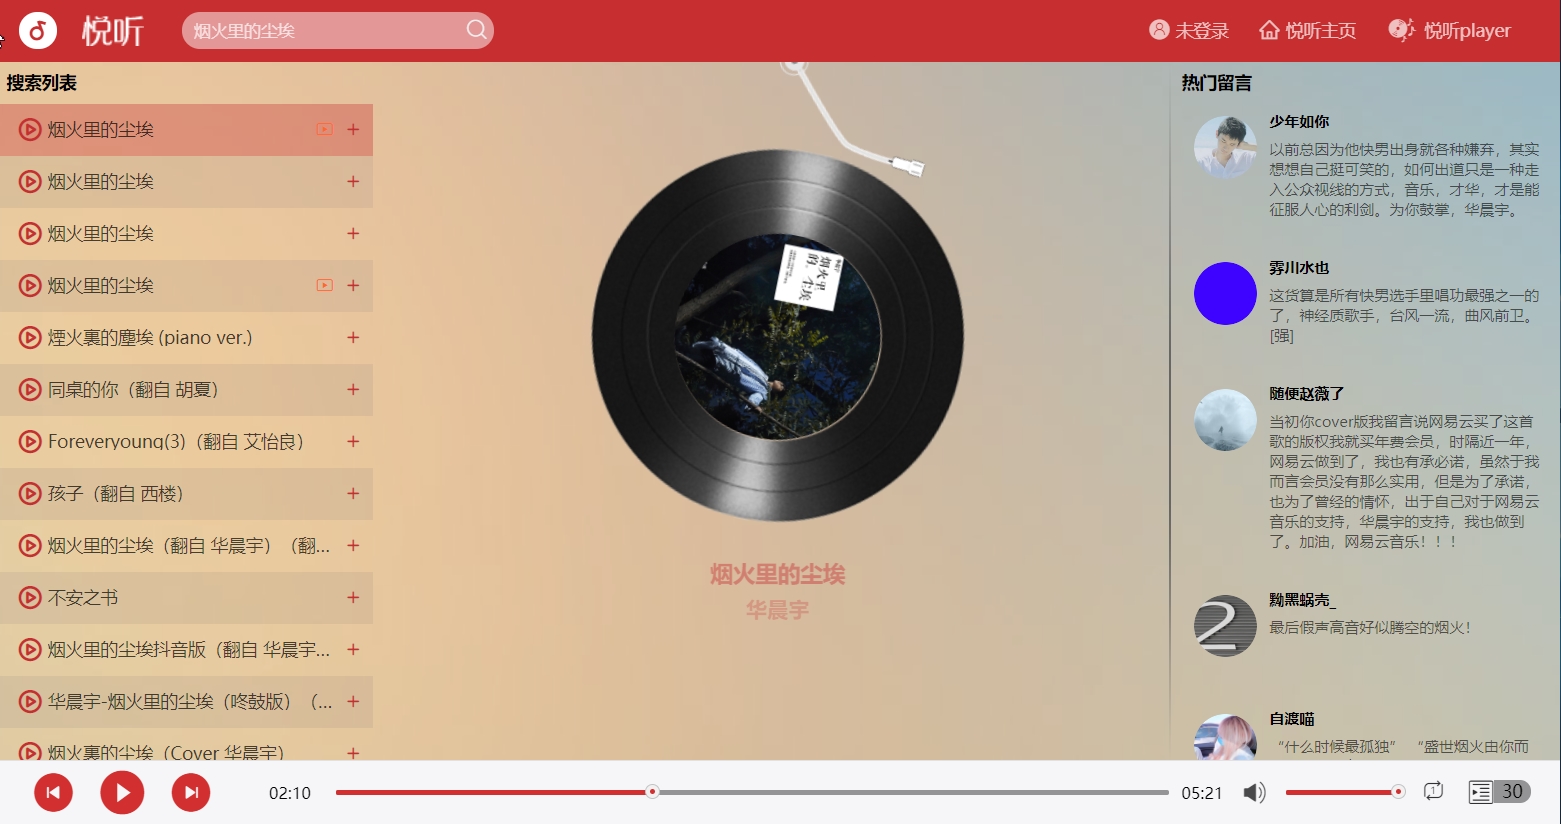 悦听
烟火里的尘埃
未登录
悦听主页
悦听player
搜索列表
烟火里的尘埃
烟火里的尘埃
烟火里的尘埃
烟火里的尘埃
煙火裏的塵埃 (piano ver.)
同桌的你（翻自 胡夏）
Foreveryoung(3)（翻自 艾怡良）
孩子（翻自 西楼）
烟火里的尘埃（翻自 华晨宇）（翻...
不安之书
烟火里的尘埃抖音版（翻自 华晨宇...
华晨宇-烟火里的尘埃（咚鼓版）（...
烟火裏的尘埃（Cover 华晨宇）
烟火里
的尘埃
烟火里的尘埃
华晨宇
热门留言
少年如你
以前总因为他快男出身就各种嫌弃，其实
想想自己挺可笑的，如何出道只是一种走
入公众视线的方式，音乐，才华，才是能
征服人心的利剑。为你鼓掌，华晨宇。
雰川水也
这货算是所有快男选手里唱功最强之一的
了，神经质歌手，台风一流，曲风前卫。
[强]
随便赵薇了
当初你cover版我留言说网易云买了这首
歌的版权我就买年费会员，时隔近一年，
网易云做到了，我也有承必诺，虽然于我
而言会员没有那么实用，但是为了承诺，
也为了曾经的情怀，出于自己对于网易云
音乐的支持，华晨宇的支持，我也做到
了。加油，网易云音乐！！！
2
黝黑蜗壳_
最后假声高音好似腾空的烟火！
自渡喵
“什么时候最孤独” “盛世烟火由你而
02:10
05:21
1
30